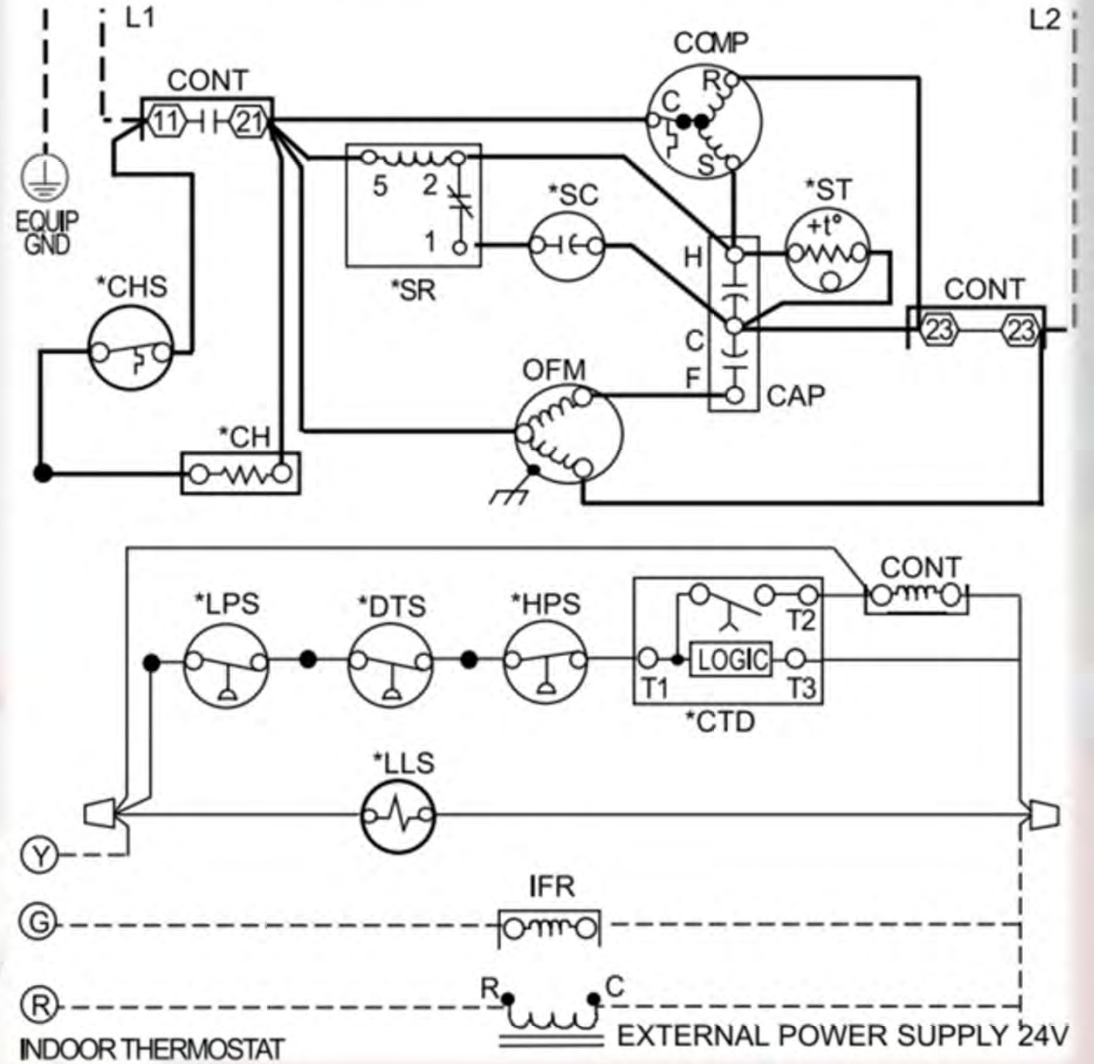 L1
L2
COMP
CONT
R
C
11
21
S
5
2
*SC
*ST
+t°
EQUIP
GND
1
H
*SR
*CHS
CONT
23
23
C
OFM
F
CAP
*CH
CONT
*LPS
*DTS
*HPS
T2
LOGIC
T1
T3
*CTD
*LLS
Y
IFR
G
R
C
R
INDOOR THERMOSTAT
EXTERNAL POWER SUPPLY 24V